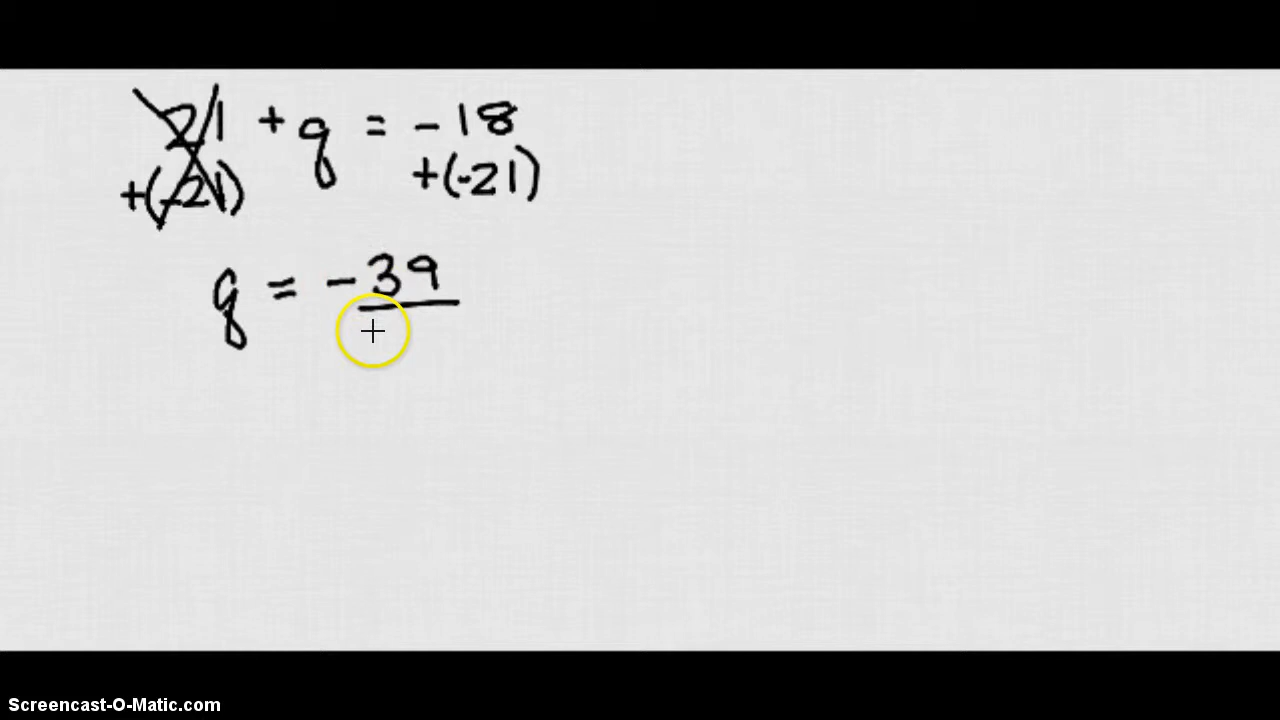 21 + q = -18
+(-21) +(-21)
q = -39
Screencast-O-Matic.com